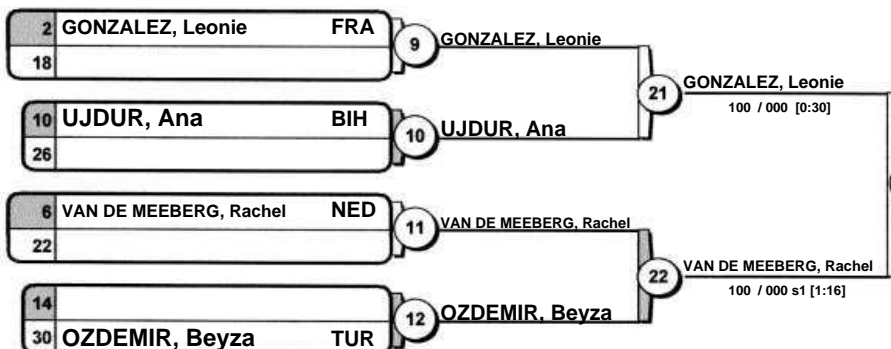 2 GONZALEZ, Leonie FRA
18
9
GONZALEZ, Leonie
10 UJDUR, Ana BIH
26
10
UJDUR, Ana
21
GONZALEZ, Leonie
100 / 000 [0:30]
6 VAN DE MEEBERG, Rachel NED
22
11
VAN DE MEEBERG, Rachel
14
30 OZDEMIR, Beyza TUR
12
OZDEMIR, Beyza
22
VAN DE MEEBERG, Rachel
100 / 000 s1 [1:16]